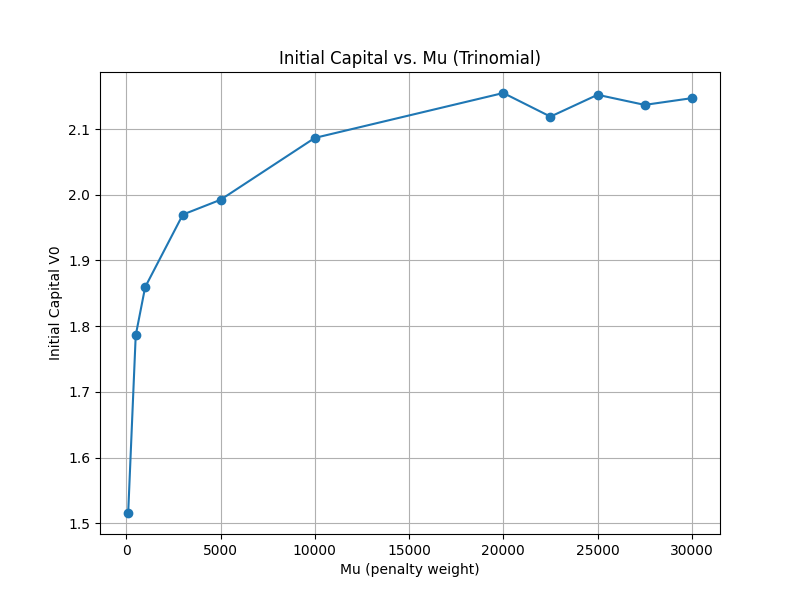 Initial Capital vs. Mu (Trinomial)
Initial Capital V0
2.1
2.0
1.9
1.8
1.7
1.6
1.5
0 5000 10000 15000 20000 25000 30000
Mu (penalty weight)